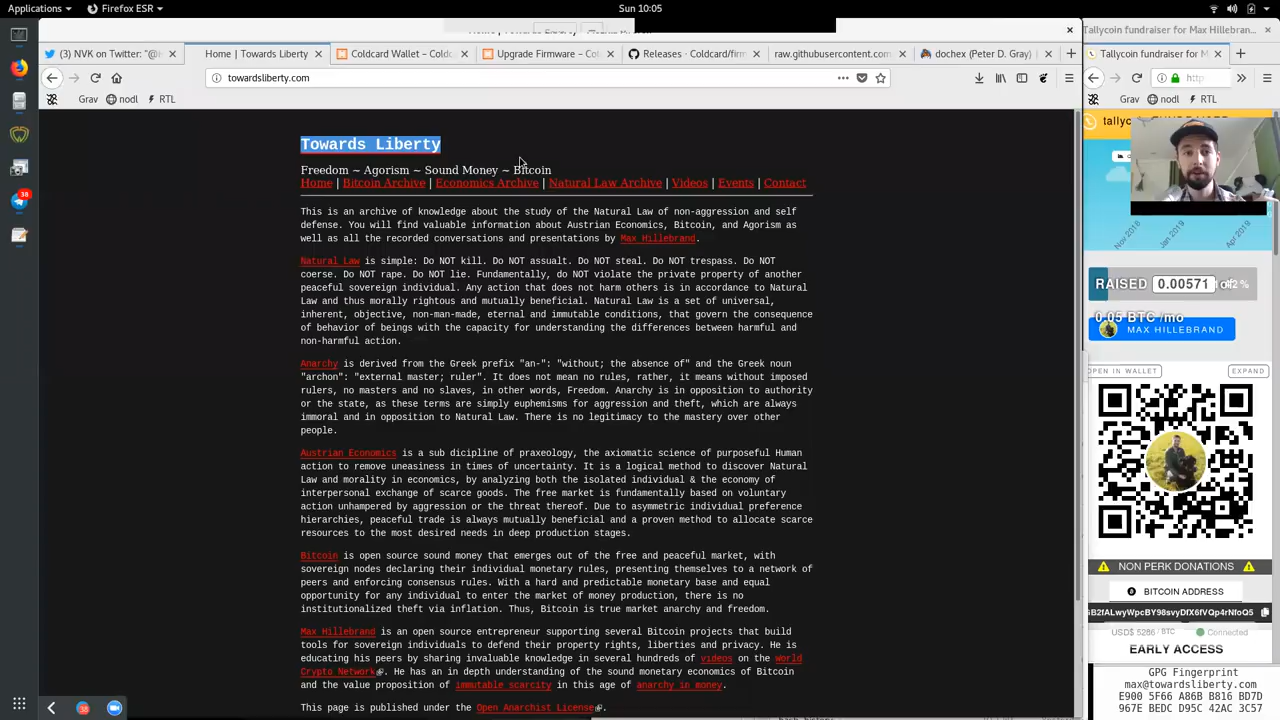 Applications
Firefox ESR
Sun 10:05
(3) NVK on Twitter: "@
Home | Towards Liberty
Coldcard Wallet – Coldc
Upgrade Firmware – Co
Releases · Coldcard/firm
raw.githubusercontent.com/
dochex (Peter D. Gray)
towardsliberty.com
Grav
nodl
RTL
Towards Liberty
Freedom ~ Agorism ~ Sound Money ~ Bitcoin
Home | Bitcoin Archive | Economics Archive | Natural Law Archive | Videos | Events | Contact
This is an archive of knowledge about the study of the Natural Law of non-aggression and self
defense. You will find valuable information about Austrian Economics, Bitcoin, and Agorism as
well as all the recorded conversations and presentations by Max Hillebrand.
Natural Law is simple: Do NOT kill. Do NOT assualt. Do NOT steal. Do NOT trespass. Do NOT
coerse. Do NOT rape. Do NOT lie. Fundamentally, do NOT violate the private property of another
peaceful sovereign individual. Any action that does not harm others is in accordance to Natural
Law and thus morally rightous and mutually beneficial. Natural Law is a set of universal,
inherent, objective, non-man-made, eternal and immutable conditions, that govern the consequence
of behavior of beings with the capacity for understanding the differences between harmful and
non-harmful action.
Anarchy is derived from the Greek prefix "an-": "without; the absence of" and the Greek noun
"archon": "external master; ruler". It does not mean no rules, rather, it means without imposed
rulers, no masters and no slaves, in other words, Freedom. Anarchy is in opposition to authority
or the state, as these terms are simply euphemisms for aggression and theft, which are always
immoral and in opposition to Natural Law. There is no legitimacy to the mastery over other
people.
Austrian Economics is a sub dicipline of praxeology, the axiomatic science of purposeful Human
action to remove uneasiness in times of uncertainty. It is a logical method to discover Natural
Law and morality in economics, by analyzing both the isolated individual & the economy of
interpersonal exchange of scarce goods. The free market is fundamentally based on voluntary
action unhampered by aggression or the threat thereof. Due to asymmetric individual preference
hierarchies, peaceful trade is always mutually beneficial and a proven method to allocate scarce
resources to the most desired needs in deep production stages.
Bitcoin is open source sound money that emerges out of the free and peaceful market, with
sovereign nodes declaring their individual monetary rules, presenting themselves to a network of
peers and enforcing consensus rules. With a hard and predictable monetary base and equal
opportunity for any individual to enter the market of money production, there is no
institutionalized theft via inflation. Thus, Bitcoin is true market anarchy and freedom.
Max Hillebrand is an open source entrepreneur supporting several Bitcoin projects that build
tools for sovereign individuals to defend their property rights, liberties and privacy. He is
educating his peers by sharing invaluable knowledge in several hundreds of videos on the World
Crypto Network. He has an in depth understanding of the sound monetary economics of Bitcoin
and the value proposition of immutable scarcity in this age of anarchy in money.
This page is published under the Open Anarchist License.
38
38
Tallycoin fundraiser for Max Hillebran…
Tallycoin fundraiser for M
http
Grav
nodl
RTL
tallyc
Nov 2018
Jan 2019
Apr 2019
RAISED 0.00571
0.05 BTC /mo
MAX HILLEBRAND
OPEN IN WALLET
EXPAND
NON PERK DONATIONS
BITCOIN ADDRESS
GB2fALwyWpcBY98svyDfX6fVQp4rNfoQ5
USD$ 5286 / BTC
Connected
EARLY ACCESS
GPG Fingerprint
max@towardsliberty.com
E900 5F66 A86B B816 BD7D
967E BEDC D95C 42AC 3C57